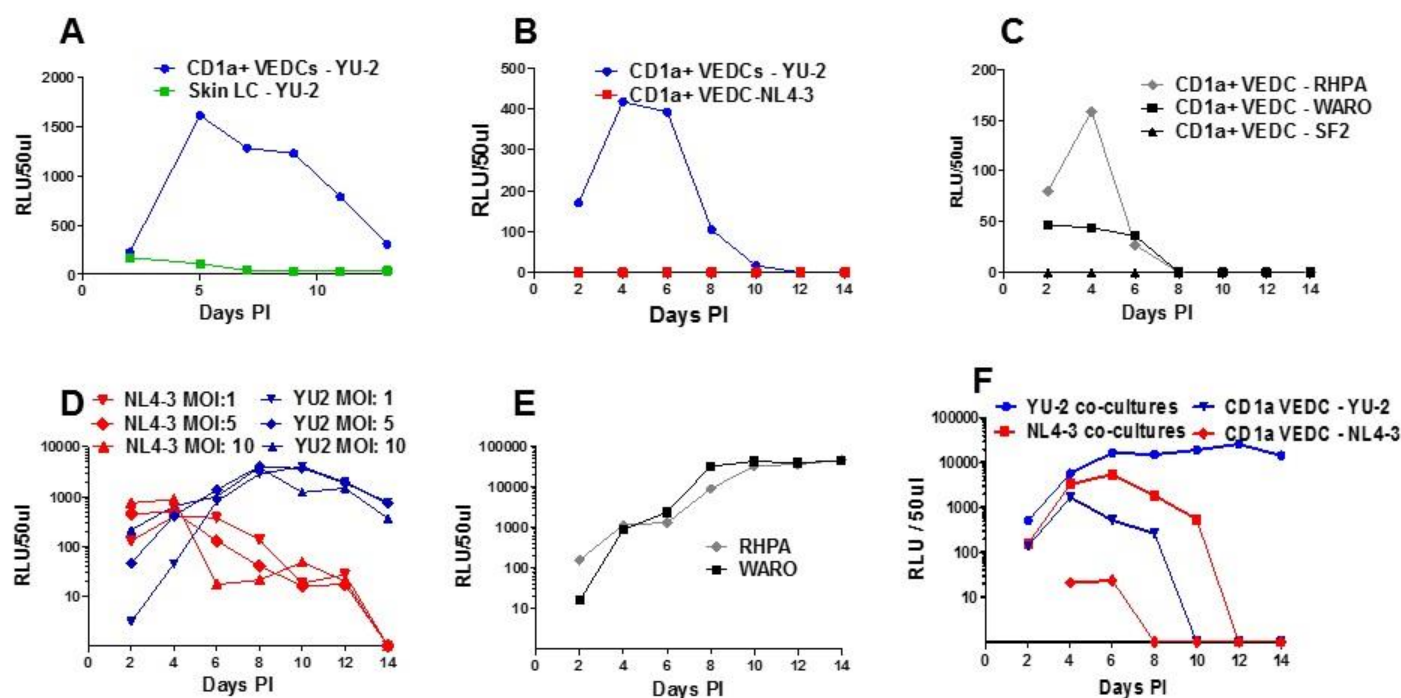 A
CD1a+ VEDCs - YU-2
Skin LC - YU-2
2000
1500
1000
500
0
RLU/50ul
0 5 10
Days PI
B
CD1a+ VEDCs - YU-2
CD1a+ VEDC-NL4-3
500
400
300
200
100
0
RLU/50ul
0 2 4 6 8 10 12 14
Days PI
C
CD1a+ VEDC - RHPA
CD1a+ VEDC - WARO
CD1a+ VEDC - SF2
200
150
100
50
0
RLU/50ul
0 2 4 6 8 10 12 14
Days PI
D
NL4-3 MOI:1 YU2 MOI: 1
NL4-3 MOI:5 YU2 MOI: 5
NL4-3 MOI: 10 YU2 MOI: 10
10000
1000
100
10
RLU/50ul
0 2 4 6 8 10 12 14
Days PI
E
100000
10000
1000
100
10
RLU/50ul
RHPA
WARO
0 2 4 6 8 10 12 14
Days PI
F
YU-2 co-cultures CD1a VEDC - YU-2
NL4-3 co-cultures CD1a VEDC - NL4-3
100000
10000
1000
100
10
RLU / 50ul
0 2 4 6 8 10 12 14
Days PI